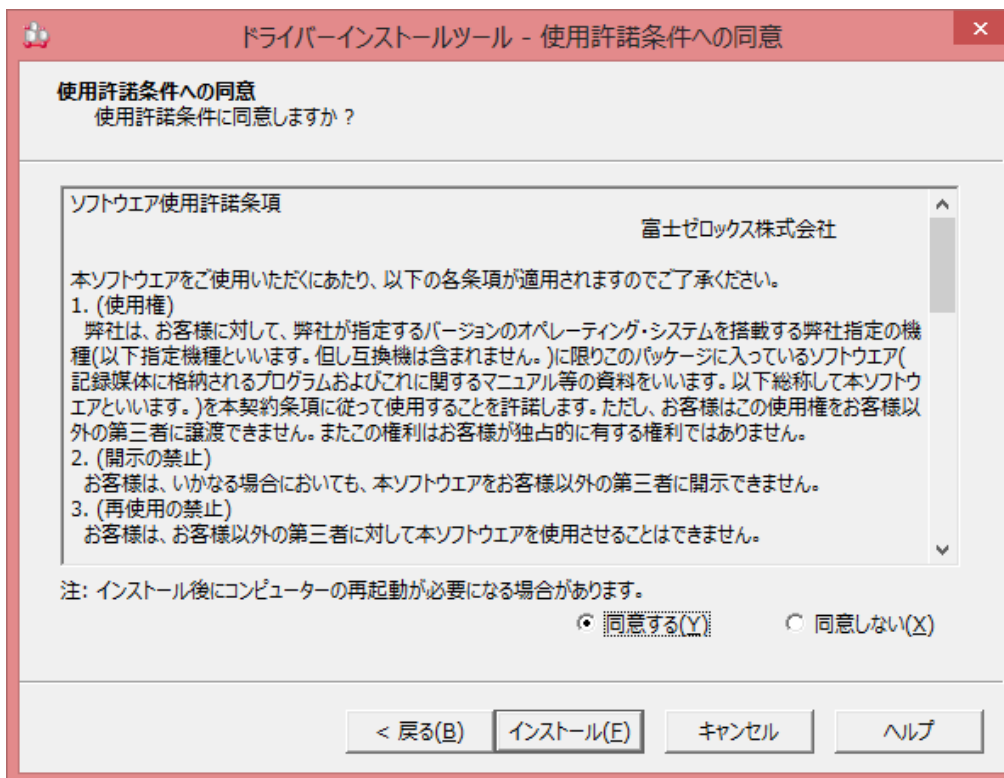 ドライバーインストールツール - 使用許諾条件への同意
使用許諾条件への同意
使用許諾条件に同意しますか？
ソフトウエア使用許諾条項
富士ゼロックス株式会社
本ソフトウエアをご使用いただくにあたり、以下の各条項が適用されますのでご了承ください。
1. (使用権)
弊社は、お客様に対して、弊社が指定するバージョンのオペレーティング・システムを搭載する弊社指定の機
種(以下指定機種といいます。但し互換機は含まれません。)に限りこのパッケージに入っているソフトウエア(
記録媒体に格納されるプログラムおよびこれに関するマニュアル等の資料をいいます。以下総称して本ソフトウ
エアといいます。)を本契約条項に従って使用することを許諾します。ただし、お客様はこの使用権をお客様以
外の第三者に譲渡できません。またこの権利はお客様が独占的に有する権利ではありません。
2. (開示の禁止)
お客様は、いかなる場合においても、本ソフトウエアをお客様以外の第三者に開示できません。
3. (再使用の禁止)
お客様は、お客様以外の第三者に対して本ソフトウエアを使用させることはできません。
注: インストール後にコンピューターの再起動が必要になる場合があります。
同意する(Y) 同意しない(X)
< 戻る(B) インストール(E) キャンセル ヘルプ